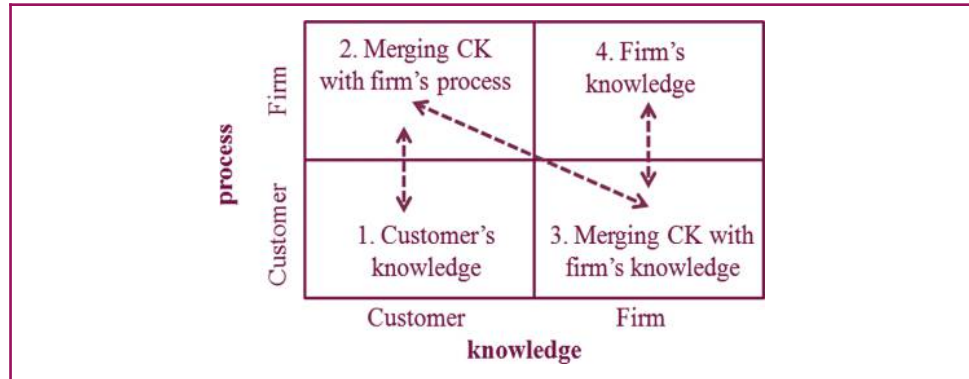 2. Merging CK
with firm's process
4. Firm's
knowledge
Firm
process
Customer
1. Customer's
knowledge
3. Merging CK with
firm's knowledge
Customer
Firm
knowledge